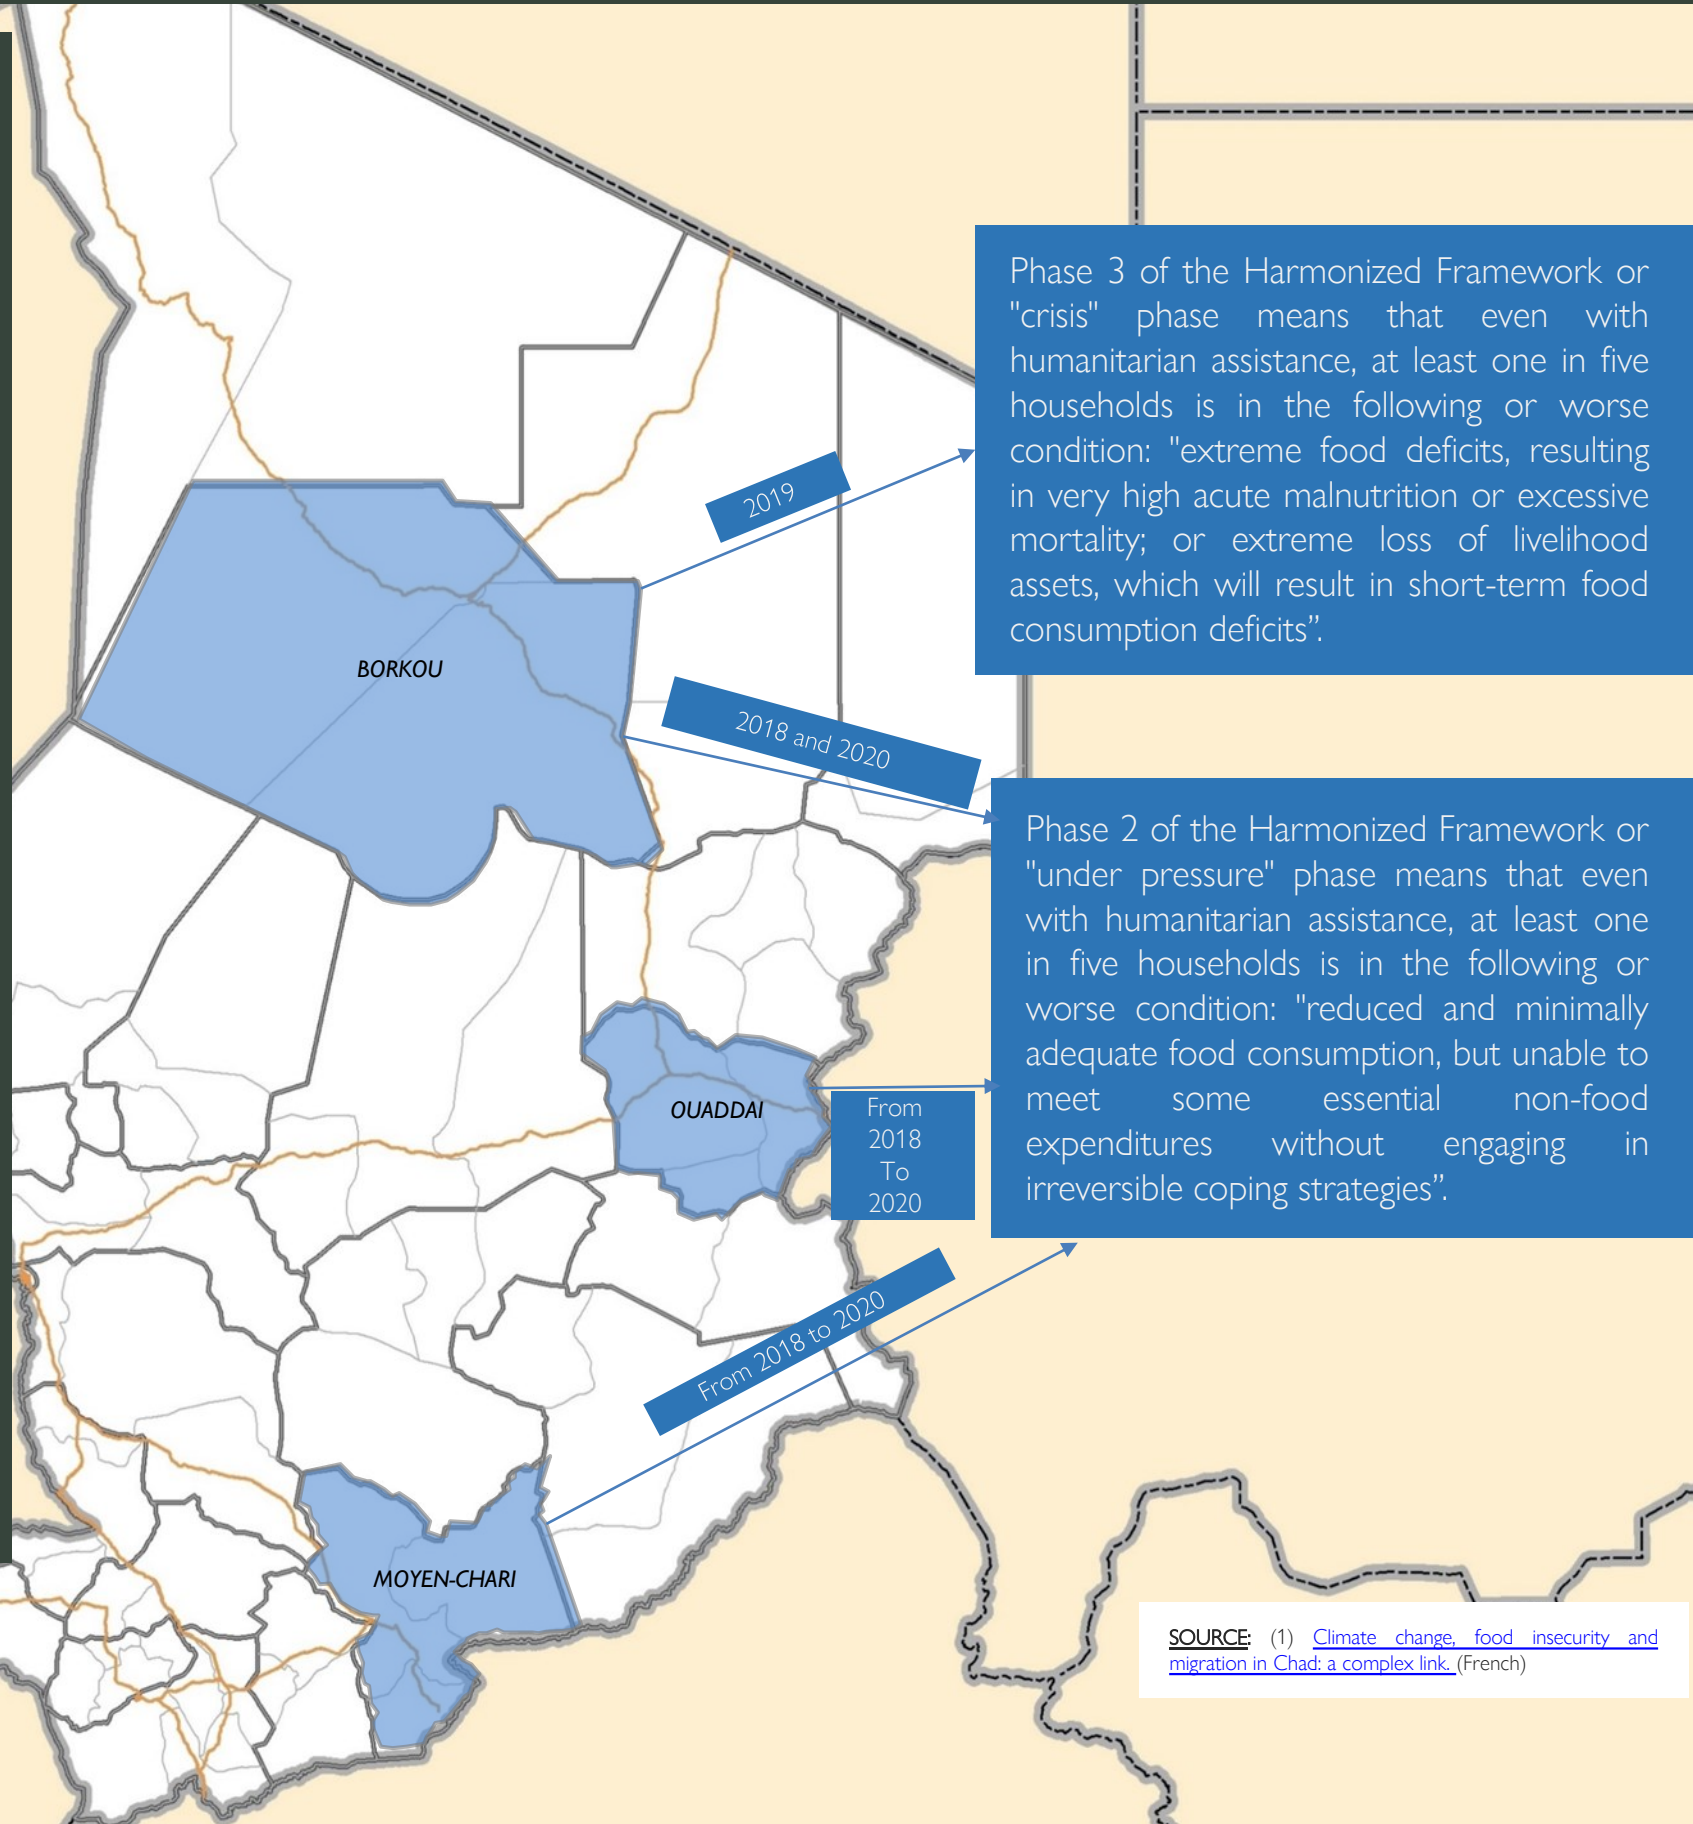 Phase 3 of the Harmonized Framework or
"crisis" phase means that even with
humanitarian assistance, at least one in five
households is in the following or worse
condition: "extreme food deficits, resulting
in very high acute malnutrition or excessive
mortality; or extreme loss of livelihood
assets, which will result in short-term food
consumption deficits”.
2019
BORKOU
2018 and 2020
Phase 2 of the Harmonized Framework or
"under pressure" phase means that even
with humanitarian assistance, at least one
in five households is in the following or
worse condition: "reduced and minimally
adequate food consumption, but unable to
meet some essential non-food
expenditures without engaging in
irreversible coping strategies”.
OUADDAI
From
2018
To
2020
From 2018 to 2020
MOYEN-CHARI
SOURCE: (1) Climate change, food insecurity and
migration in Chad: a complex link. (French)